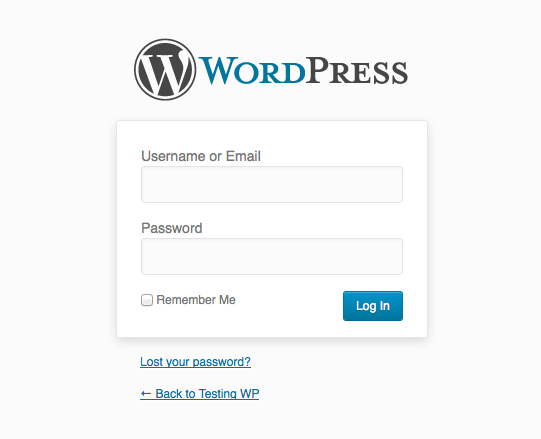 WORDPRESS
Username or Email
Password
Remember Me
Log In
Lost your password?
← Back to Testing WP